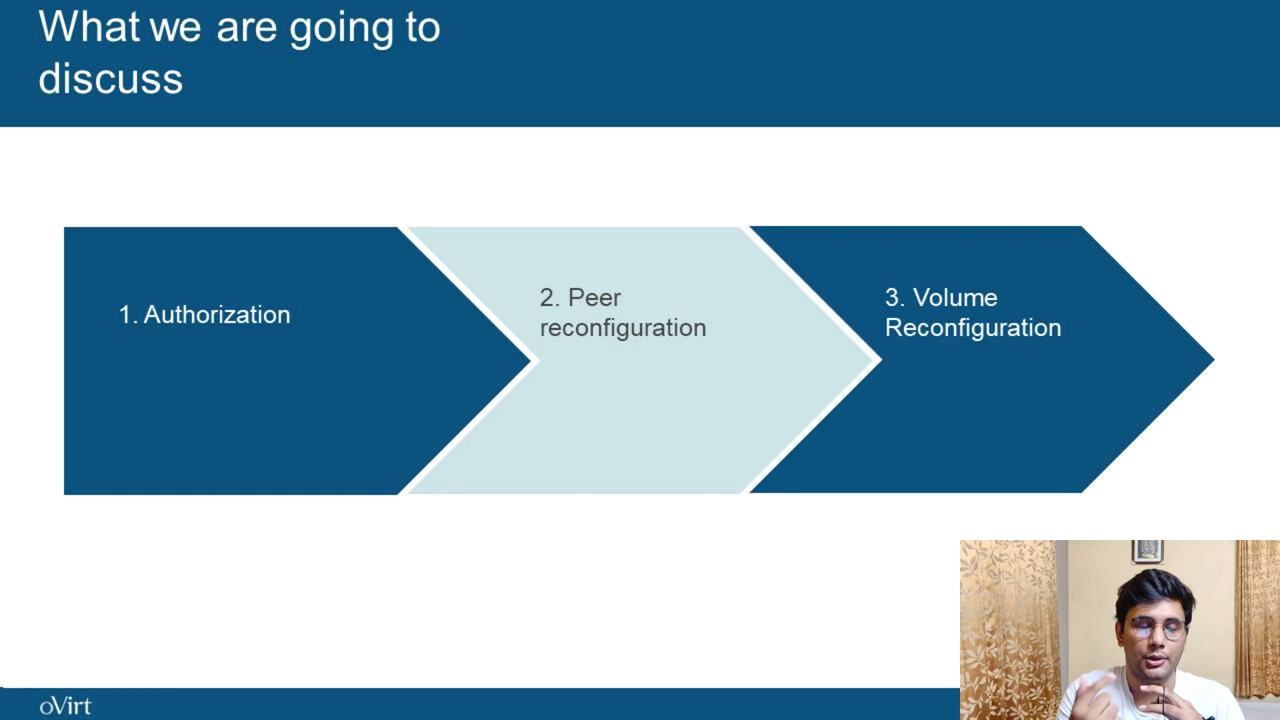 What we are going to
discuss
1. Authorization
2. Peer
reconfiguration
3. Volume
Reconfiguration
oVirt